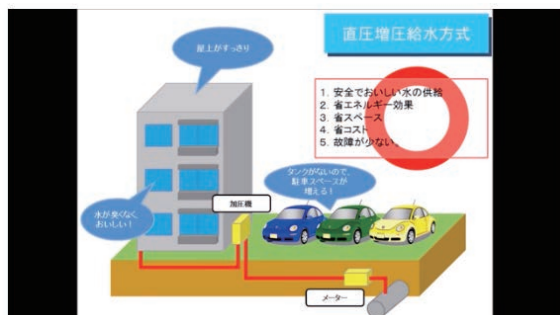 直圧増圧給水方式
屋上がすっきり
1. 安全でおいしい水の供給
2. 省エネルギー効果
3. 省スペース
4. 省コスト
5. 故障が少ない。
タンクがないので、
駐車スペースが
増える！
加圧機
水が臭くなく、
おいしい！
メーター